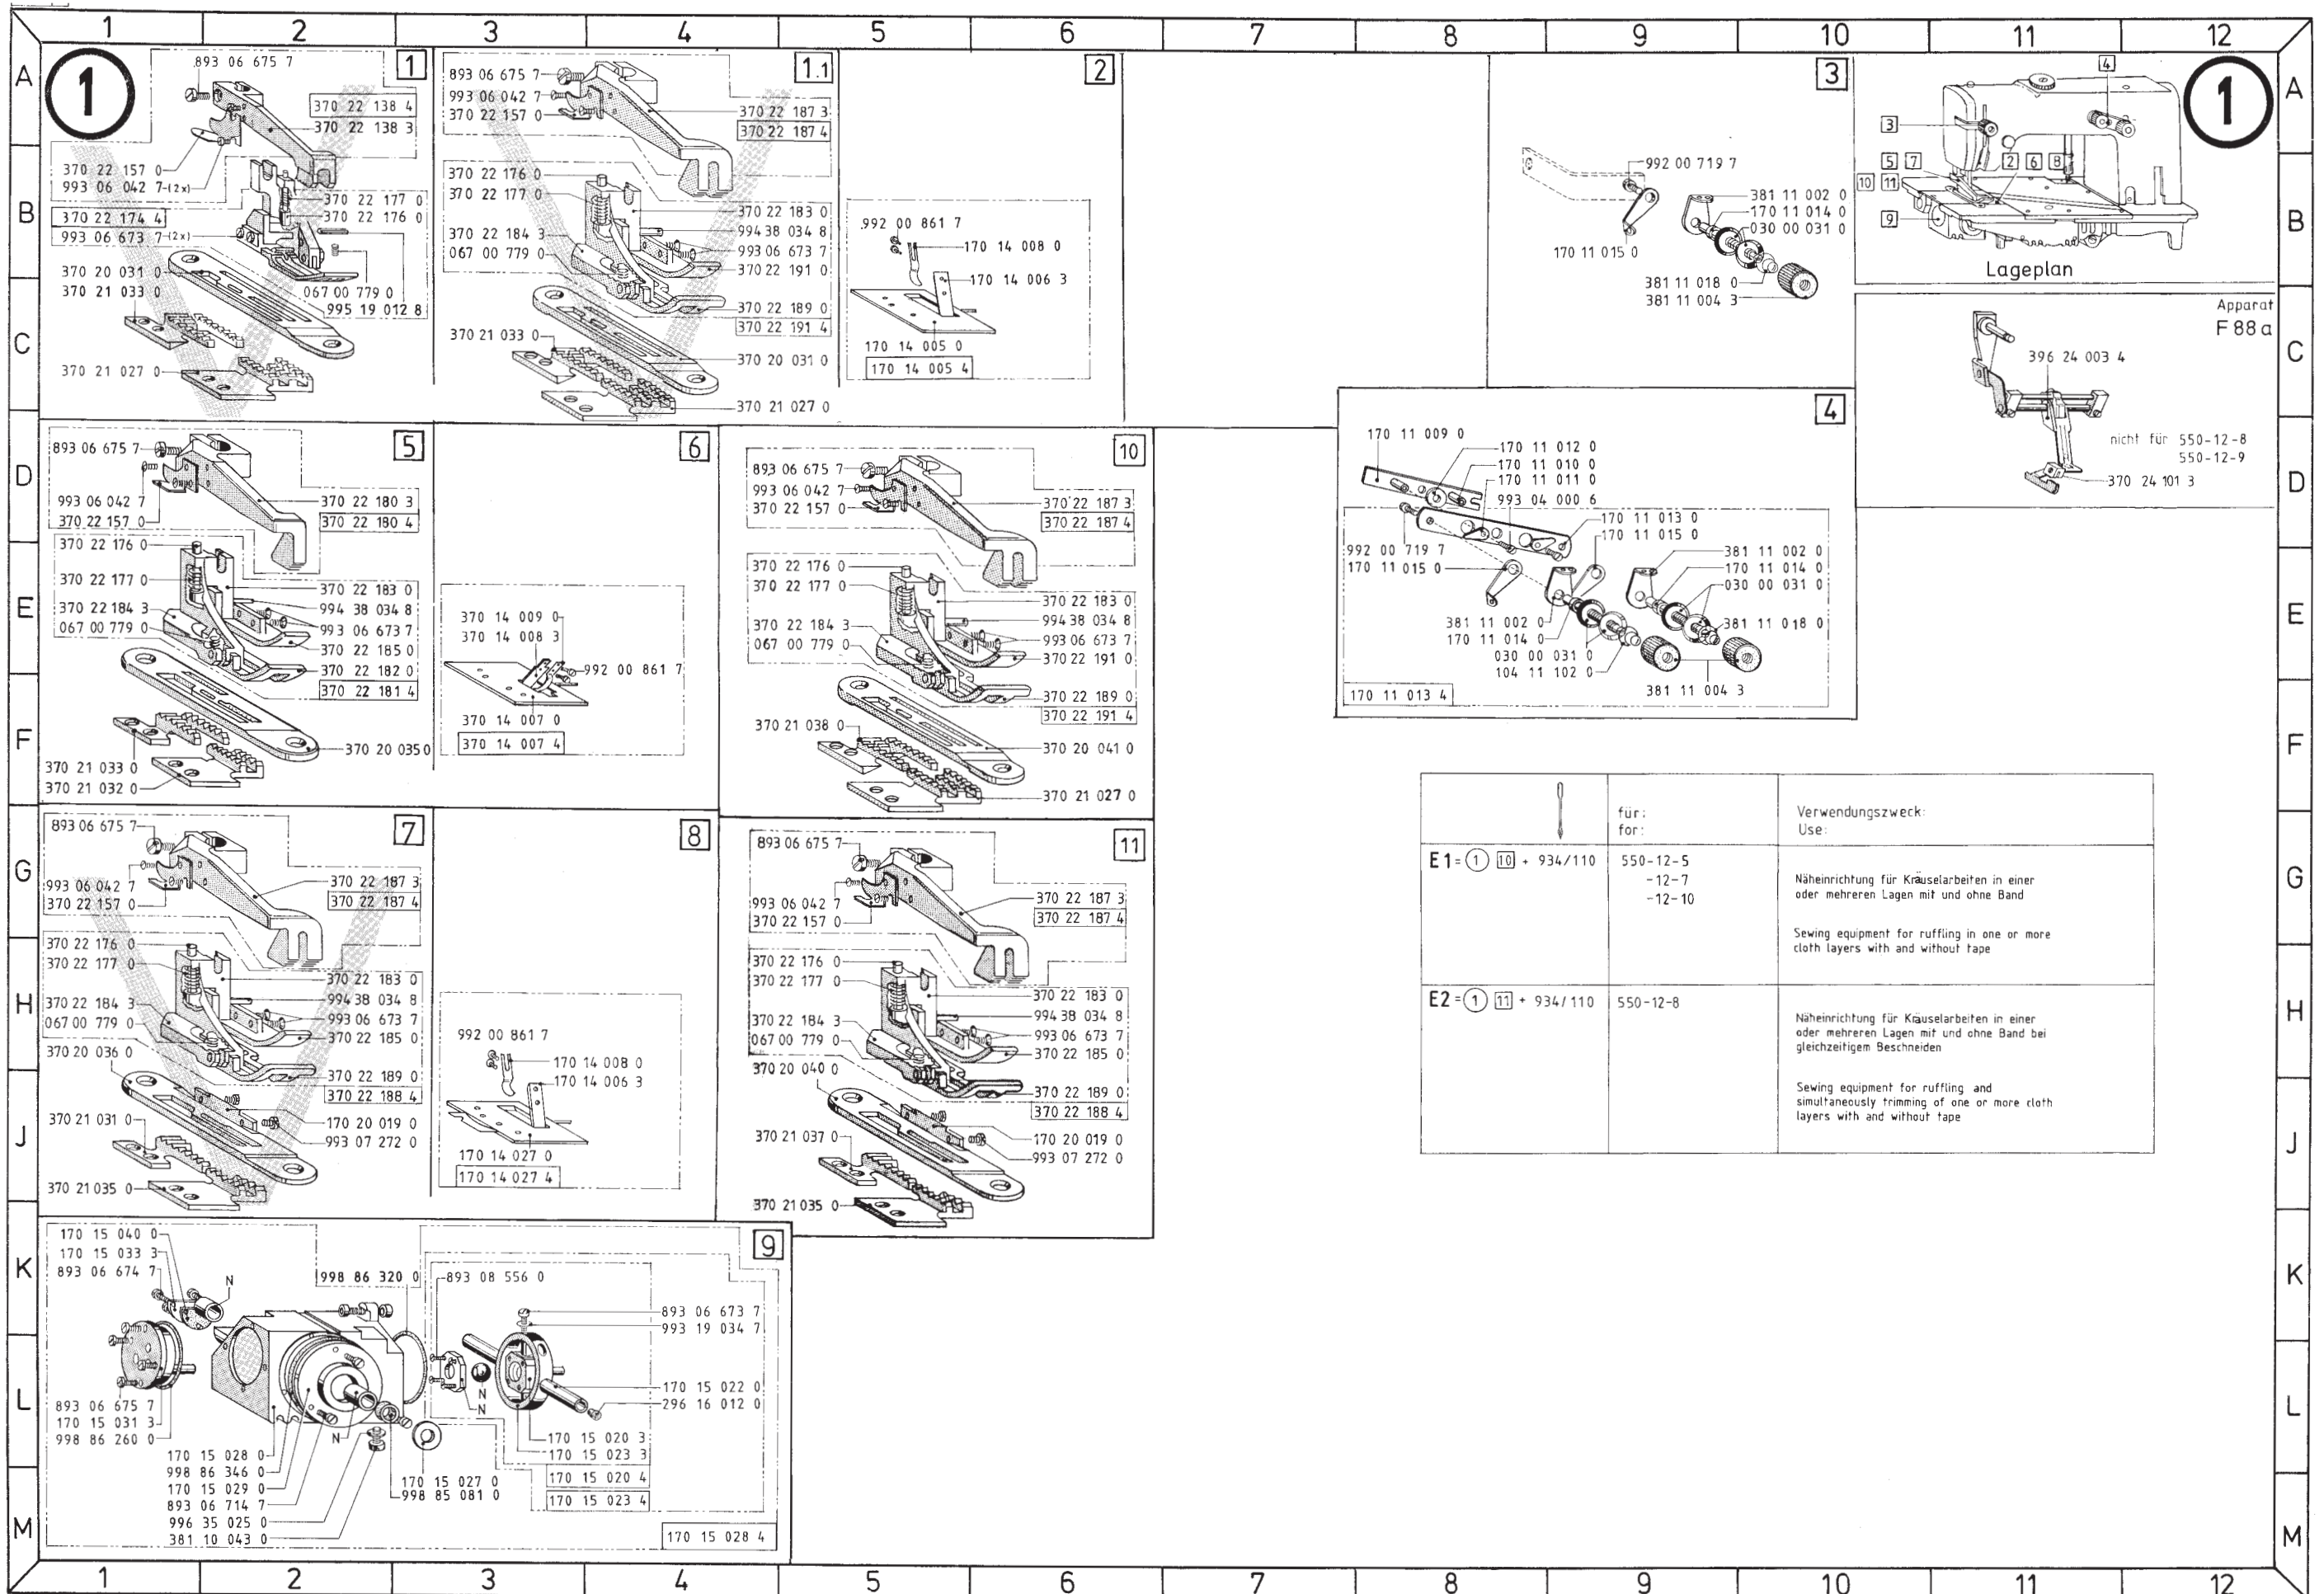 1 2 3 4 5 6 7 8 9 10 11 12
A
B
C
D
E
F
G
H
J
K
L
M
1
1
893 06 675 7
370 22 138 4
370 22 138 3
370 22 157 0
993 06 042 7-(2x)
370 22 177 0
370 22 176 0
370 22 174 4
993 06 673 7-(2x)
370 20 031 0
370 21 033 0
067 00 779 0
995 19 012 8
370 21 027 0
1.1
893 06 675 7
993 06 042 7
370 22 157 0
370 22 187 3
370 22 187 4
370 22 176 0
370 22 177 0
370 22 183 0
994 38 034 8
370 22 184 3
993 06 673 7
067 00 779 0
370 22 191 0
370 22 189 0
370 22 191 4
370 21 033 0
370 20 031 0
370 21 027 0
2
992 00 861 7
170 14 008 0
170 14 006 3
170 14 005 0
170 14 005 4
3
992 00 719 7
381 11 002 0
170 11 014 0
030 00 031 0
170 11 015 0
381 11 018 0
381 11 004 3
1
4
3
5 7
2 6 8
10 11
9
Lageplan
Apparat
F 88 a
396 24 003 4
nicht für 550-12-8
550-12-9
370 24 101 3
4
170 11 009 0
170 11 012 0
170 11 010 0
170 11 011 0
993 04 000 6
170 11 013 0
170 11 015 0
992 00 719 7
170 11 015 0
381 11 002 0
170 11 014 0
030 00 031 0
381 11 002 0
381 11 018 0
170 11 014 0
030 00 031 0
104 11 102 0
170 11 013 4
381 11 004 3
5
893 06 675 7
993 06 042 7
370 22 157 0
370 22 180 3
370 22 180 4
370 22 176 0
370 22 177 0
370 22 183 0
370 22 184 3
994 38 034 8
067 00 779 0
993 06 673 7
370 22 185 0
370 22 182 0
370 22 181 4
370 20 035 0
370 21 033 0
370 21 032 0
6
370 14 009 0
370 14 008 3
992 00 861 7
370 14 007 0
370 14 007 4
10
893 06 675 7
993 06 042 7
370 22 157 0
370 22 187 3
370 22 187 4
370 22 176 0
370 22 177 0
370 22 183 0
994 38 034 8
370 22 184 3
993 06 673 7
067 00 779 0
370 22 191 0
370 22 189 0
370 22 191 4
370 21 038 0
370 20 041 0
370 21 027 0
7
893 06 675 7
993 06 042 7
370 22 157 0
370 22 187 3
370 22 187 4
370 22 176 0
370 22 177 0
370 22 183 0
370 22 184 3
994 38 034 8
067 00 779 0
993 06 673 7
370 22 185 0
370 20 036 0
370 22 189 0
370 22 188 4
370 21 031 0
170 20 019 0
993 07 272 0
370 21 035 0
8
992 00 861 7
170 14 008 0
170 14 006 3
170 14 027 0
170 14 027 4
11
893 06 675 7
993 06 042 7
370 22 157 0
370 22 187 3
370 22 187 4
370 22 176 0
370 22 177 0
370 22 183 0
994 38 034 8
370 22 184 3
993 06 673 7
067 00 779 0
370 22 185 0
370 20 040 0
370 22 189 0
370 22 188 4
370 21 037 0
170 20 019 0
993 07 272 0
370 21 035 0
für:
for:
Verwendungszweck:
Use:
E1 = 1 10 + 934/110
550-12-5
-12-7
-12-10
Näheinrichtung für Kräuselarbeiten in einer
oder mehreren Lagen mit und ohne Band
Sewing equipment for ruffling in one or more
cloth layers with and without tape
E2 = 1 11 + 934/110
550-12-8
Näheinrichtung für Kräuselarbeiten in einer
oder mehreren Lagen mit und ohne Band bei
gleichzeitigem Beschneiden
Sewing equipment for ruffling and
simultaneously trimming of one or more cloth
layers with and without tape
9
170 15 040 0
170 15 033 3
893 06 674 7
N
998 86 320 0
893 08 556 0
893 06 673 7
993 19 034 7
N
N
170 15 022 0
296 16 012 0
893 06 675 7
170 15 031 3
998 86 260 0
N
170 15 020 3
170 15 023 3
170 15 028 0
998 86 346 0
170 15 029 0
893 06 714 7
996 35 025 0
381 10 043 0
170 15 027 0
998 85 081 0
170 15 020 4
170 15 023 4
170 15 028 4
A
B
C
D
E
F
G
H
J
K
L
M
1 2 3 4 5 6 7 8 9 10 11 12